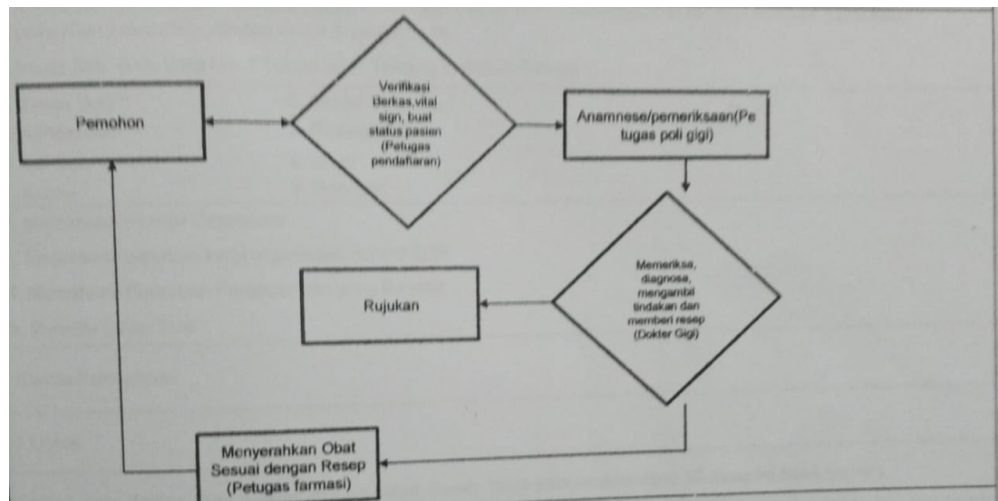 Pemohon
Verifikasi
Berkas,vital
sign, buat
status pasien
(Petugas
pendaftaran)
Anamnese/pemeriksaan(Pe
tugas poli gigi)
Memeriksa,
diagnosa,
mengambil
tindakan dan
memberi resep
(Dokter Gigi)
Rujukan
Menyerahkan Obat
Sesuai dengan Resep
(Petugas farmasi)